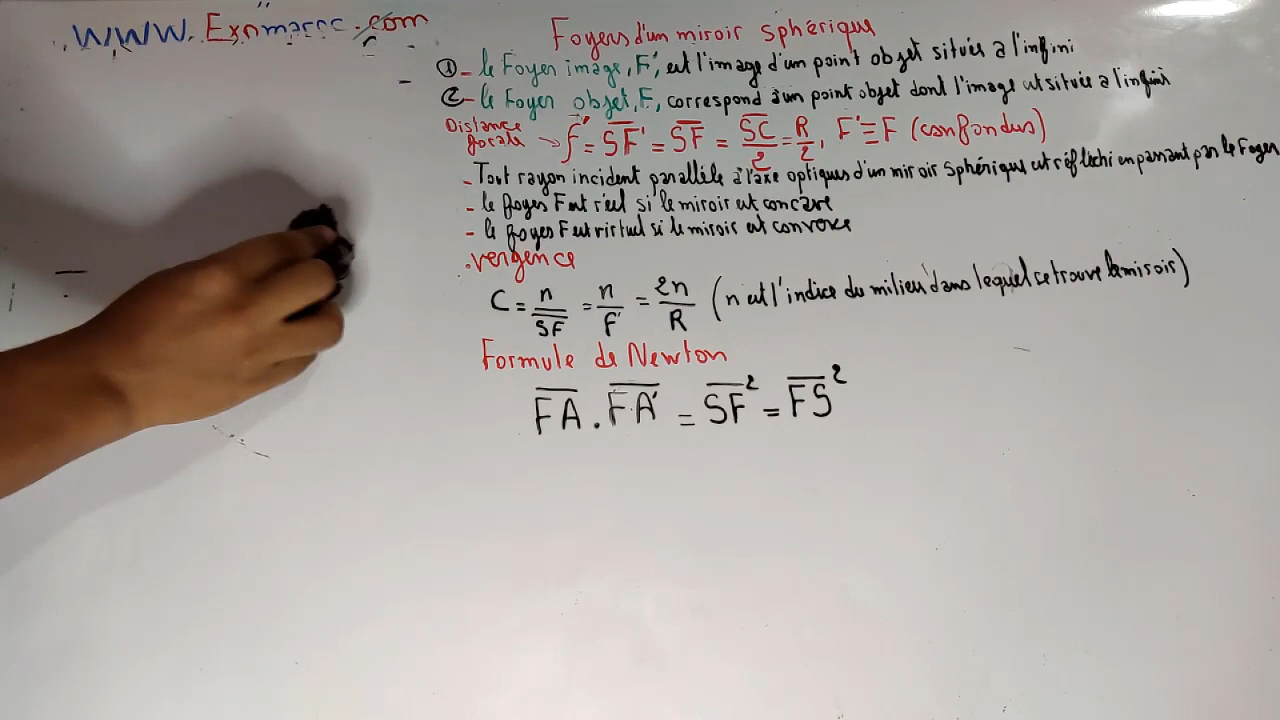 WWW.Exnmaroc.com
Foyers d'un miroir sphérique
① - le Foyer image, F', est l'image d'un point objet située a l'infini
② - le Foyer objet, F, correspond à un point objet dont l'image est située a l'infini
Distance focale → f' = SF' = SF = SC/2 = R/2, F' ≡ F (confondus)
- Tout rayon incident parallèle à l'axe optiques d'un miroir sphérique est réfléchi en passant par le Foyer
- le foyer F est réel si le miroir est concave
- le foyer F est virtuel si le miroir est convexe
. vergence
C = n/SF = n/f' = 2n/R (n est l'indice du milieu dans lequel ce trouve le miroir)
Formule de Newton
FA . FA' = SF² = FS²